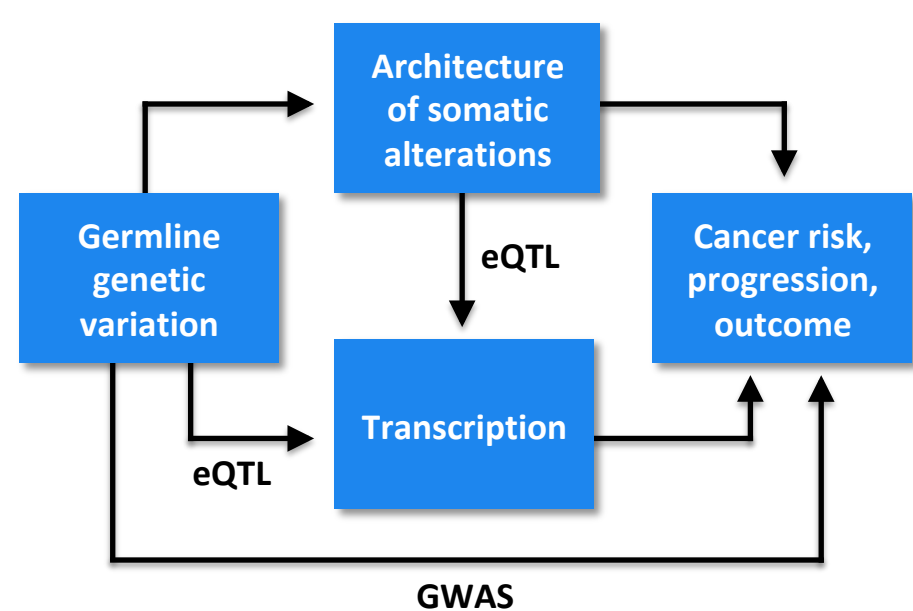 Architecture
of somatic
alterations
Germline
genetic
variation
eQTL
Cancer risk,
progression,
outcome
Transcription
eQTL
GWAS